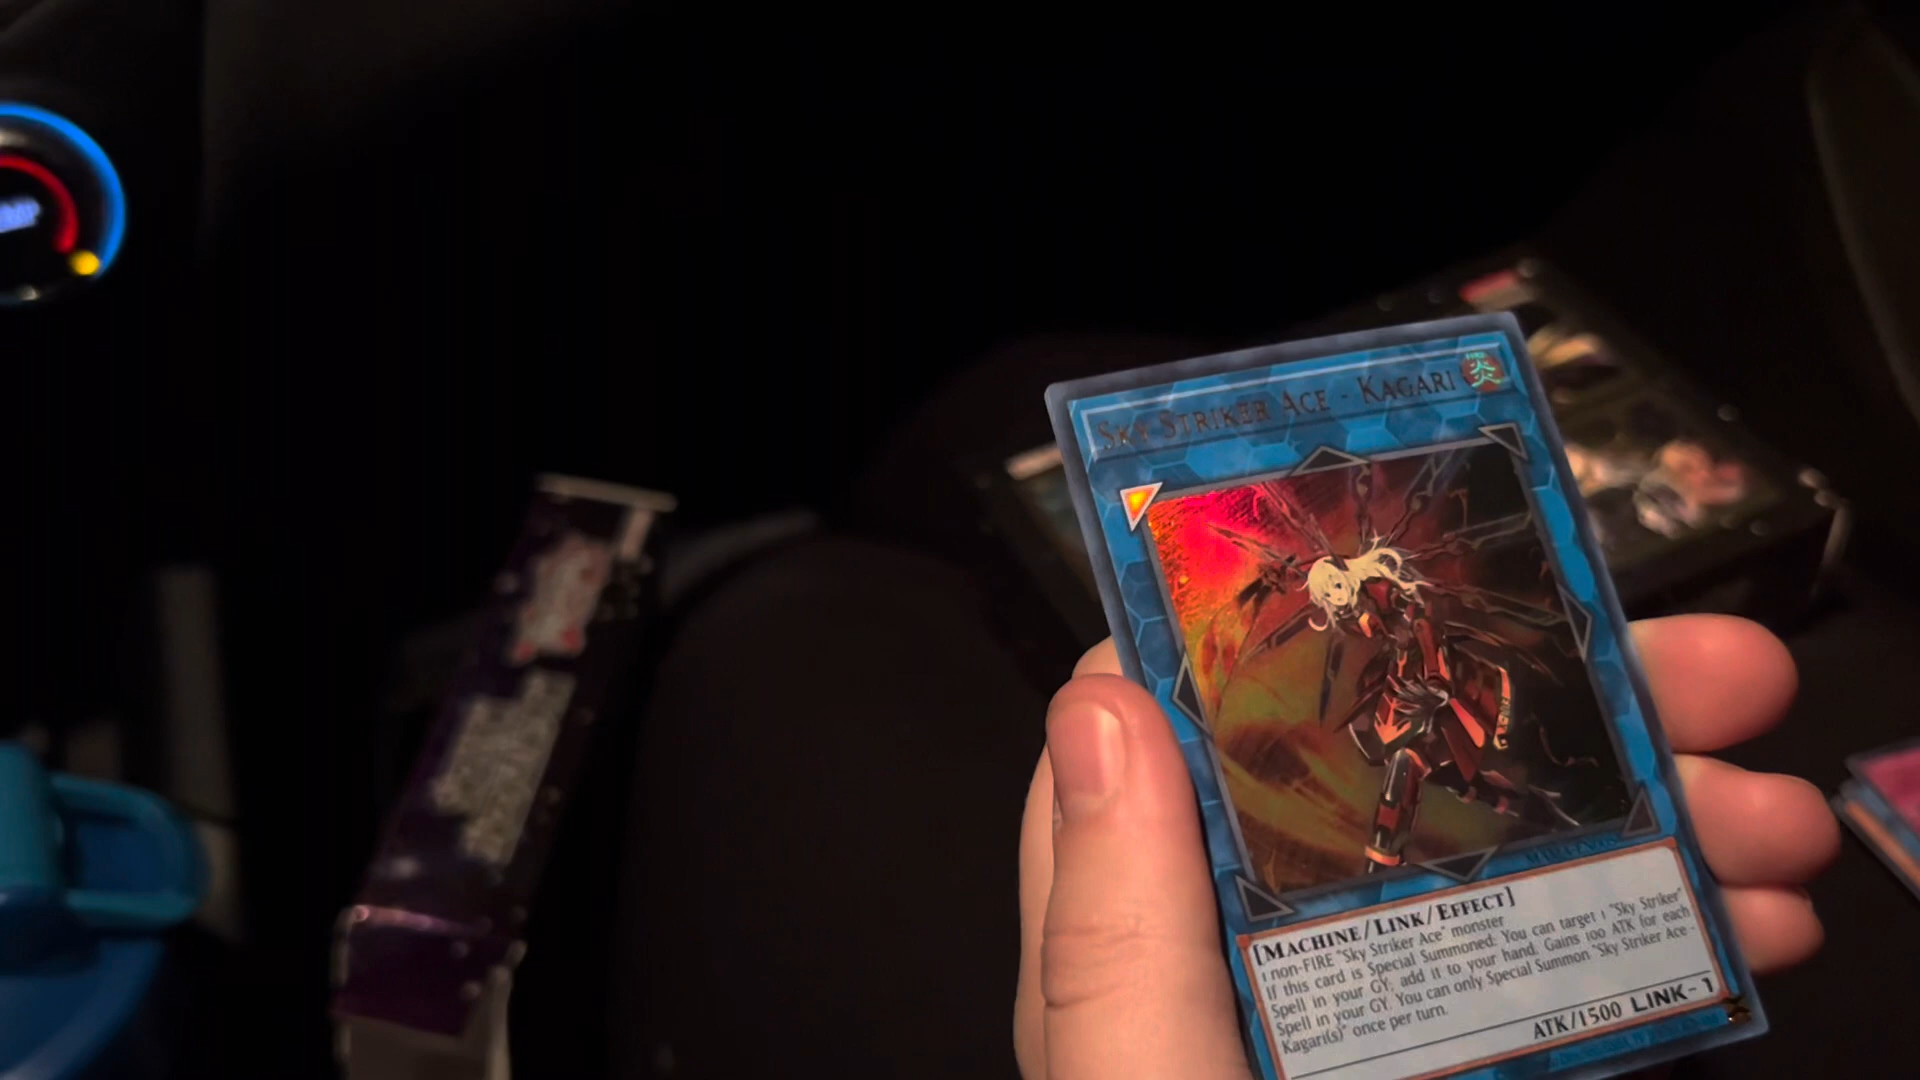 SKY STRIKER ACE - KAGARI
炎
[MACHINE/LINK/EFFECT]
1 non-FIRE "Sky Striker Ace" monster
If this card is Special Summoned: You can target 1 "Sky Striker"
Spell in your GY; add it to your hand. Gains 100 ATK for each
Spell in your GY. You can only Special Summon "Sky Striker Ace -
Kagari(s)" once per turn.
ATK/1500 LINK-1